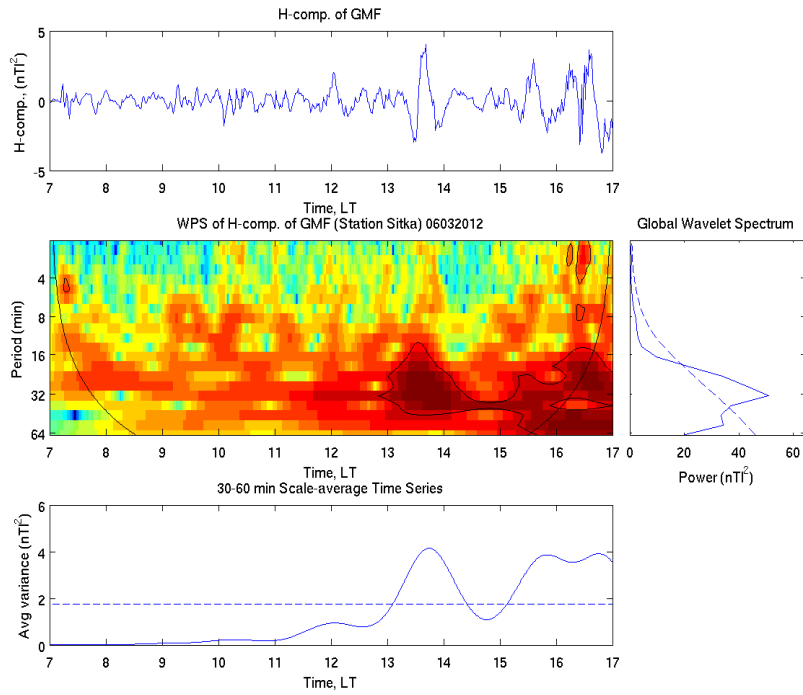 H-comp. of GMF
H-comp., (nTl²)
5
0
-5
7 8 9 10 11 12 13 14 15 16 17
Time, LT
WPS of H-comp. of GMF (Station Sitka) 06032012
Period (min)
4
8
16
32
64
7 8 9 10 11 12 13 14 15 16 17
Time, LT
Global Wavelet Spectrum
0 20 40 60
Power (nTl²)
30-60 min Scale-average Time Series
Avg variance (nTl²)
6
4
2
0
7 8 9 10 11 12 13 14 15 16 17
Time, LT